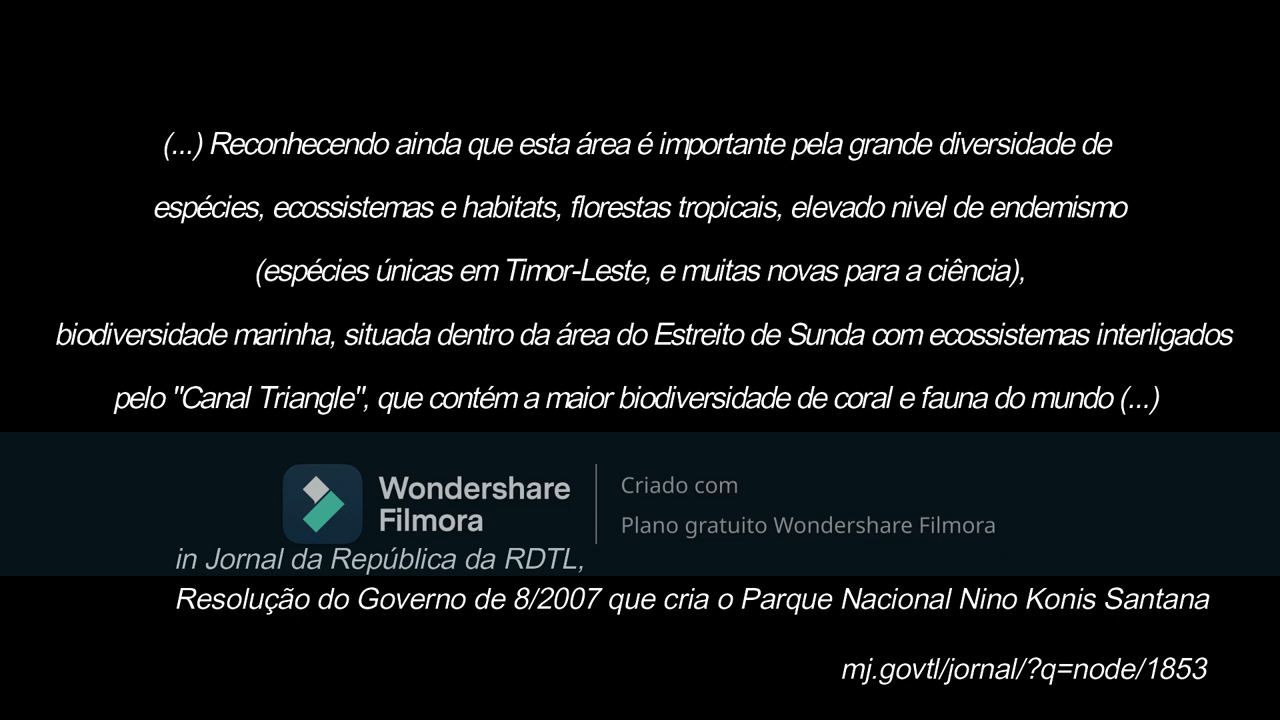 (...) Reconhecendo ainda que esta área é importante pela grande diversidade de
espécies, ecossistemas e habitats, florestas tropicais, elevado nivel de endemismo
(espécies únicas em Timor-Leste, e muitas novas para a ciência),
biodiversidade marinha, situada dentro da área do Estreito de Sunda com ecossistemas interligados
pelo "Canal Triangle", que contém a maior biodiversidade de coral e fauna do mundo (...)
Wondershare
Filmora
Criado com
Plano gratuito Wondershare Filmora
in Jornal da República da RDTL,
Resolução do Governo de 8/2007 que cria o Parque Nacional Nino Konis Santana
mj.govtl/jornal/?q=node/1853